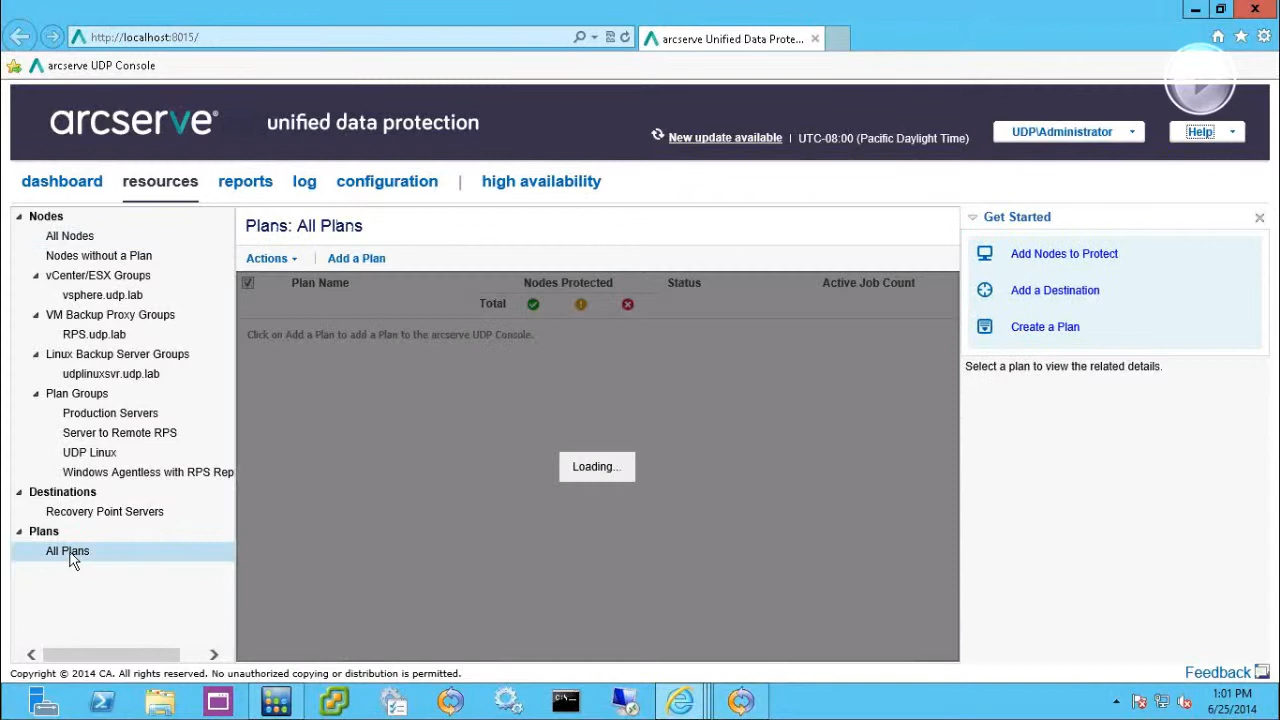 http://localhost:8015/
arcserve Unified Data Prote...
arcserve UDP Console
arcserve®
unified data protection
New update available
UTC-08:00 (Pacific Daylight Time)
UDP\Administrator
Help
dashboard
resources
reports
log
configuration
|
high availability
Nodes
All Nodes
Nodes without a Plan
vCenter/ESX Groups
vsphere.udp.lab
VM Backup Proxy Groups
RPS.udp.lab
Linux Backup Server Groups
udplinuxsvr.udp.lab
Plan Groups
Production Servers
Server to Remote RPS
UDP Linux
Windows Agentless with RPS Rep
Destinations
Recovery Point Servers
Plans
All Plans
Plans: All Plans
Actions
Add a Plan
Plan Name
Nodes Protected
Status
Active Job Count
Total
Click on Add a Plan to add a Plan to the arcserve UDP Console.
Loading...
Get Started
Add Nodes to Protect
Add a Destination
Create a Plan
Select a plan to view the related details.
Copyright © 2014 CA. All rights reserved. No unauthorized copying or distribution is permitted.
Feedback
1:01 PM
6/25/2014